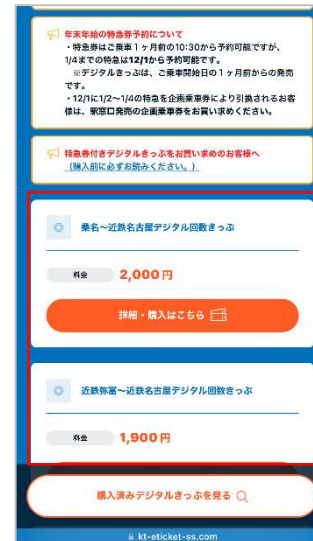 年末年始の特急券予約について
・特急券はご乗車1ヶ月前の10:30から予約可能ですが、
1/4までの特急は12/1から予約可能です。
※デジタルきっぷは、ご乗車開始日の1ヶ月前からの発売
です。
・12/1に1/2〜1/4の特急を企画乗車券により引換されるお客
様は、駅窓口発売の企画乗車券をお買い求めください。
特急券付きデジタルきっぷをお買い求めのお客様へ
(購入前に必ずお読みください。)
桑名〜近鉄名古屋デジタル回数きっぷ
料金 2,000円
詳細・購入はこちら
近鉄弥富〜近鉄名古屋デジタル回数きっぷ
料金 1,900円
購入済みデジタルきっぷを見る
kt-eticket-ss.com